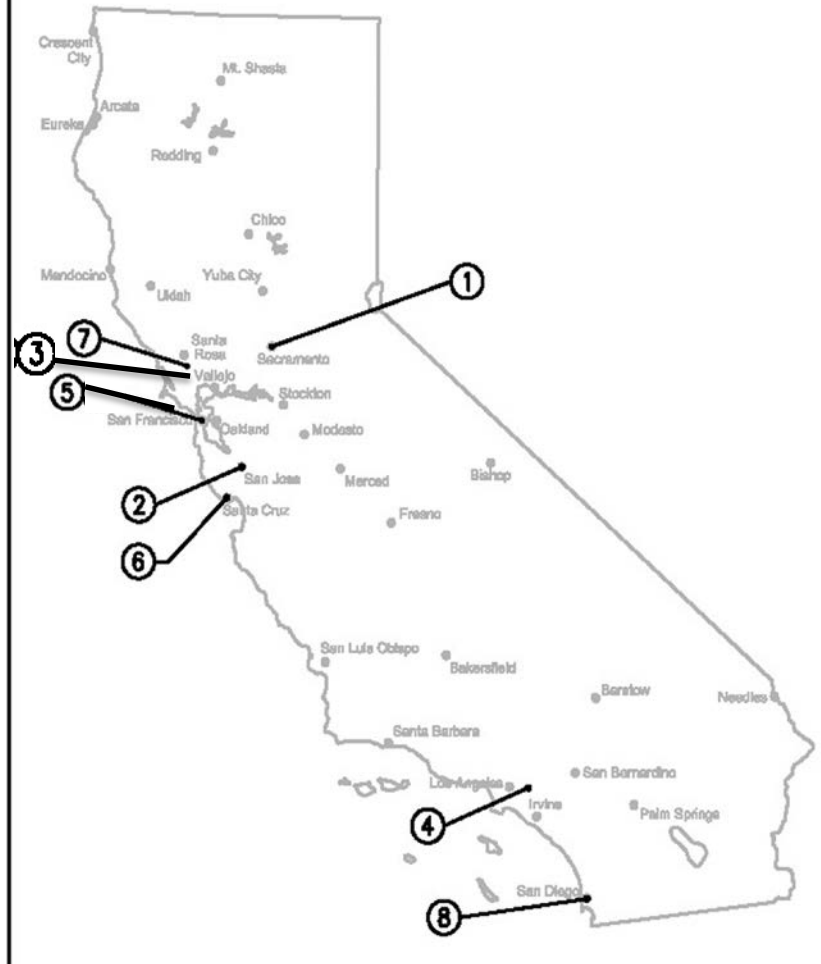 Crescent
City
Mt. Shasta
Arcata
Eureka
Redding
Chico
Mendocino
Ukiah
Yuba City
1
7
Santa
Rosa
Sacramento
3
Vallejo
5
Stockton
San Francisco
Oakland
Modesto
2
San Jose
Merced
Bishop
Santa Cruz
Fresno
6
San Luis Obispo
Bakersfield
Barstow
Needles
Santa Barbara
Los Angeles
San Bernardino
4
Irvine
Palm Springs
San Diego
8